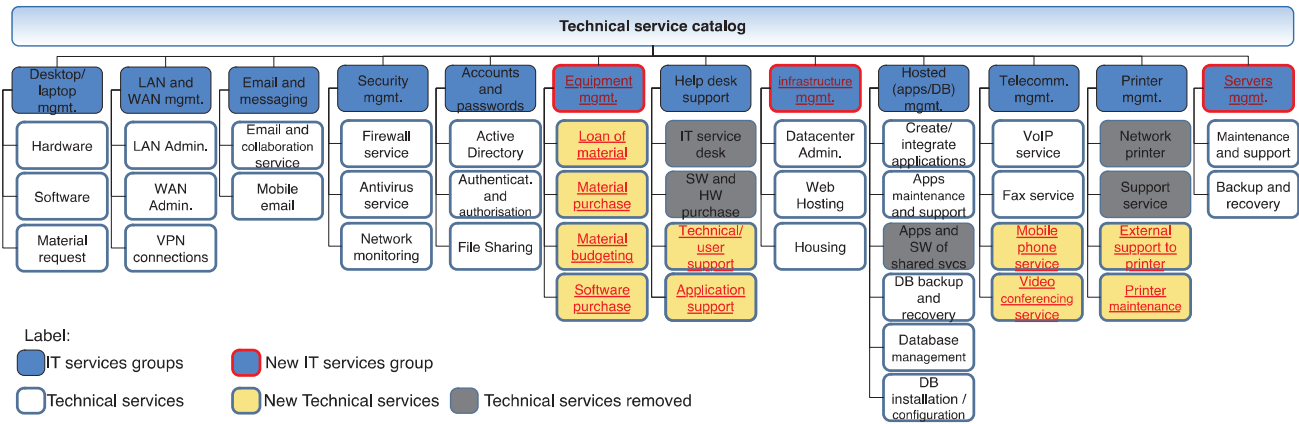 Technical service catalog
Desktop/
laptop mgmt.
Hardware
Software
Material
request
LAN and
WAN mgmt.
LAN Admin.
WAN
Admin.
VPN
connections
Email and
messaging
Email and
collaboration
service
Mobile
email
Security
mgmt.
Firewall
service
Antivirus
service
Network
monitoring
Accounts
and
passwords
Active
Directory
Authenticat.
and
authorisation
File Sharing
Equipment
mgmt.
Loan of
material
Material
purchase
Material
budgeting
Software
purchase
Help desk
support
IT service
desk
SW and
HW
purchase
Technical/
user
support
Application
support
infrastructure
mgmt.
Datacenter
Admin.
Web
Hosting
Housing
Hosted
(apps/DB)
mgmt.
Create/
integrate
applications
Apps
maintenance
and support
Apps and
SW of
shared svcs
DB backup
and
recovery
Database
management
DB
installation /
configuration
Telecomm.
mgmt.
VoIP
service
Fax service
Mobile
phone
service
Video
conferencing
service
Printer
mgmt.
Network
printer
Support
service
External
support to
printer
Printer
maintenance
Servers
mgmt.
Maintenance
and support
Backup and
recovery
Label:
IT services groups
New IT services group
Technical services
New Technical services
Technical services removed